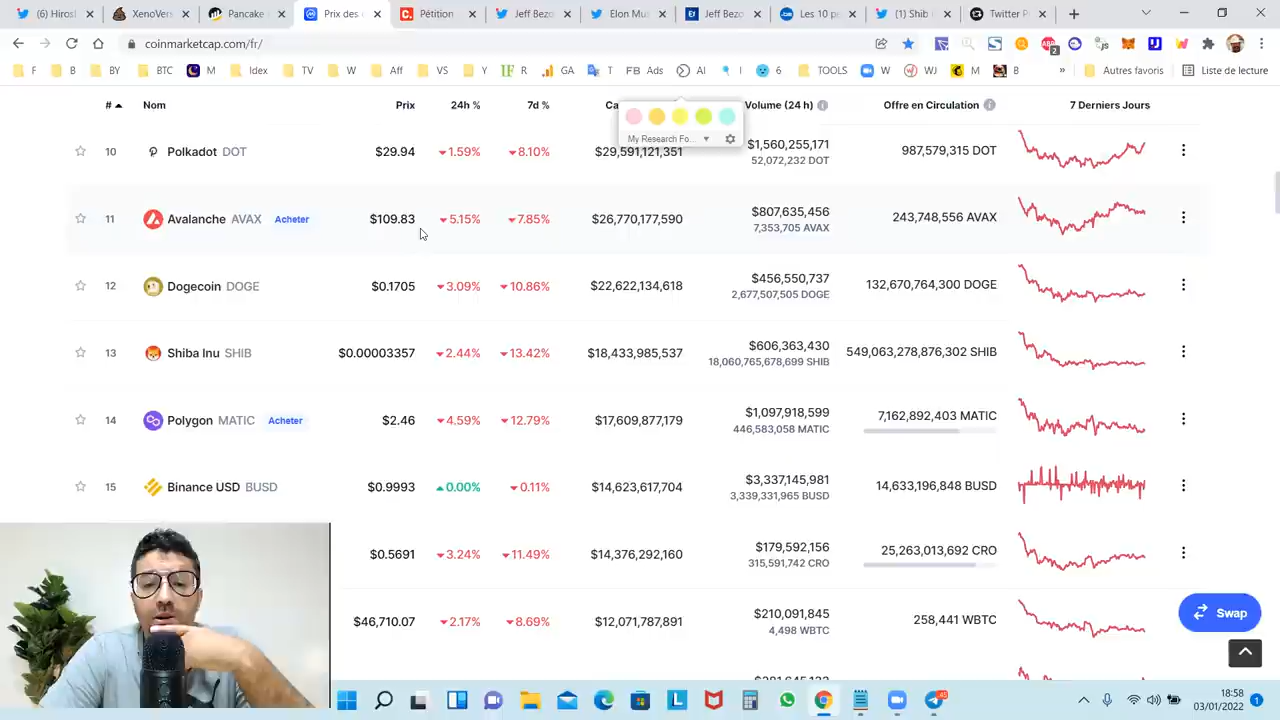 (1) Hirosl
XenoVer:
Pancake
Prix des c
Pétition
Jeff Bezo
Elon Mus
Jeff Bezo
Les 10 pe
(1) Shib o
Twitter Pu
coinmarketcap.com/fr/
F B BY BTC M Idex TV W Aff VS Y R GA T FB Ads AI I 6 TOOLS W WJ M B » Autres favoris Liste de lecture
# Nom Prix 24h % 7d % Ca Volume (24 h) Offre en Circulation 7 Derniers Jours
My Research Fo...
10 Polkadot DOT $29.94 1.59% 8.10% $29,591,121,351 $1,560,255,171 987,579,315 DOT
52,072,232 DOT
11 Avalanche AVAX Acheter $109.83 5.15% 7.85% $26,770,177,590 $807,635,456 243,748,556 AVAX
7,353,705 AVAX
12 Dogecoin DOGE $0.1705 3.09% 10.86% $22,622,134,618 $456,550,737 132,670,764,300 DOGE
2,677,507,505 DOGE
13 Shiba Inu SHIB $0.00003357 2.44% 13.42% $18,433,985,537 $606,363,430 549,063,278,876,302 SHIB
18,060,765,678,699 SHIB
14 Polygon MATIC Acheter $2.46 4.59% 12.79% $17,609,877,179 $1,097,918,599 7,162,892,403 MATIC
446,583,058 MATIC
15 Binance USD BUSD $0.9993 0.00% 0.11% $14,623,617,704 $3,337,145,981 14,633,196,848 BUSD
3,339,331,965 BUSD
$0.5691 3.24% 11.49% $14,376,292,160 $179,592,156 25,263,013,692 CRO
315,591,742 CRO
$46,710.07 2.17% 8.69% $12,071,787,891 $210,091,845 258,441 WBTC
4,498 WBTC
Swap
18:58
03/01/2022